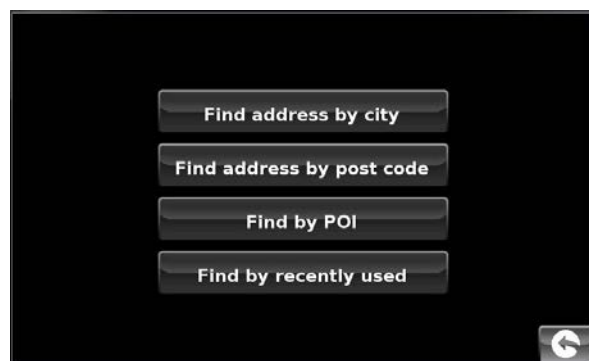 Find address by city
Find address by post code
Find by POI
Find by recently used